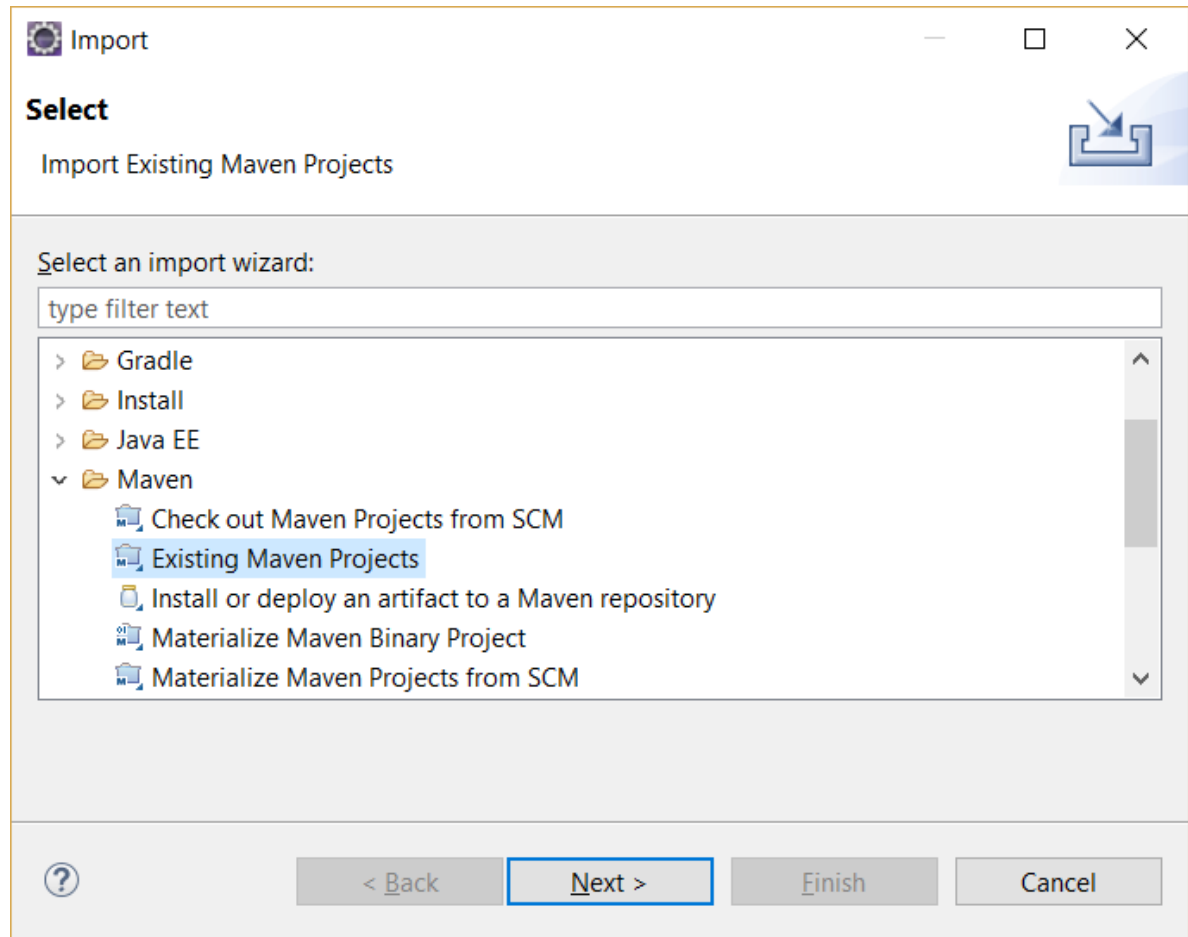 Import
Select
Import Existing Maven Projects
Select an import wizard:
type filter text
Gradle
Install
Java EE
Maven
Check out Maven Projects from SCM
Existing Maven Projects
Install or deploy an artifact to a Maven repository
Materialize Maven Binary Project
Materialize Maven Projects from SCM
? < Back Next > Finish Cancel